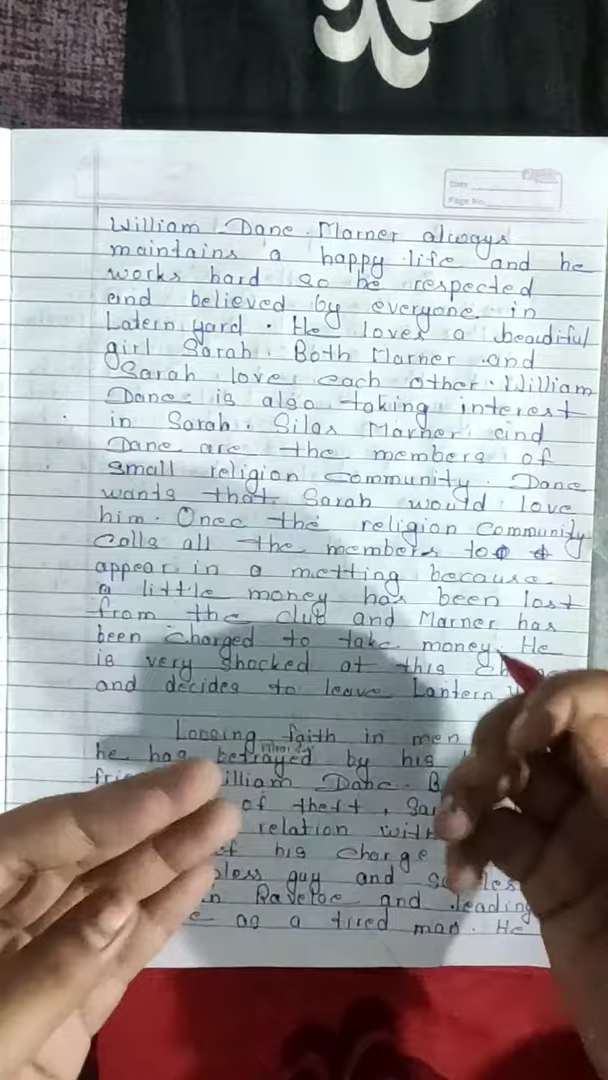 Date
Page No.
William Dane. Marner always
maintains a happy life and he
works hard so be respected
and believed by everyone in
Latern yard. He loves a beautiful
girl Sarah. Both Marner and
Sarah love each other. William
Dane is also taking interest
in Sarah. Silas Marner and
Dane are the members of
small religion community. Dane
wants that Sarah would love
him. Once the religion community
calls all the members to
appear in a metting because
a little money has been lost
from the club and Marner has
been charged to take money. He
is very shocked at this
and decides to leave Lantern
Loosing faith in men
he has betrayed by his
William Dane.
of theft,
relation with
of his charge
guy and
Raveloe and leading
as a tired man. He